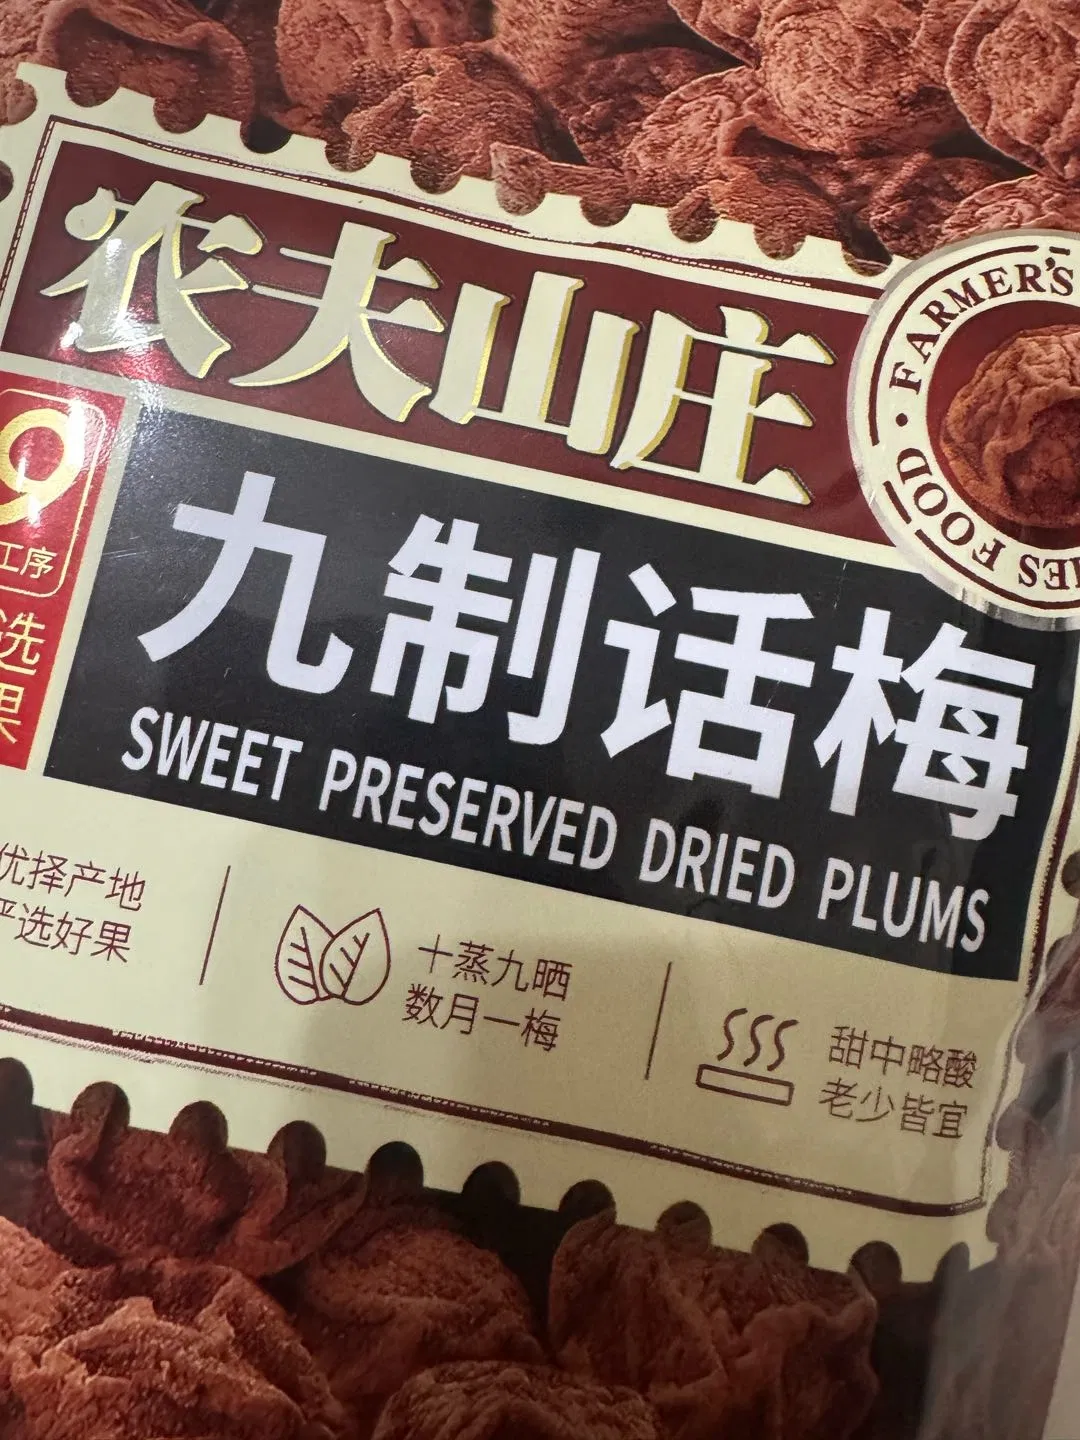 农夫山庄
FARMER'S
IES FOOD
9
工序
选
果
九制话梅
SWEET PRESERVED DRIED PLUMS
优择产地
严选好果
十蒸九晒
数月一梅
甜中略酸
老少皆宜